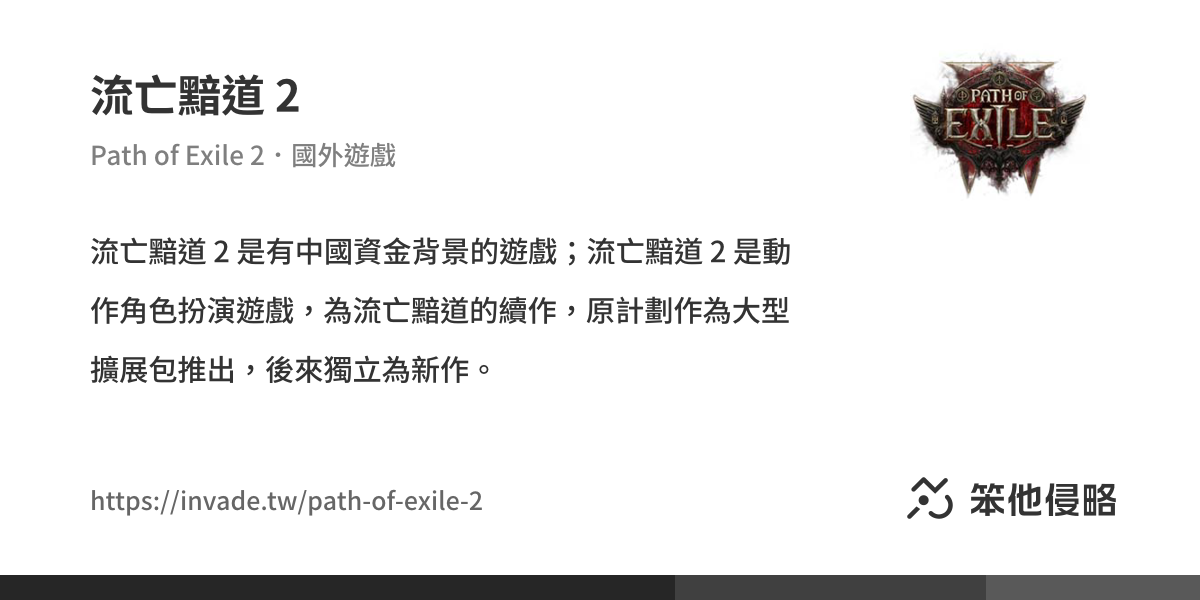 流亡黯道 2
Path of Exile 2・國外遊戲
PATH OF
EXILE
流亡黯道 2 是有中國資金背景的遊戲；流亡黯道 2 是動
作角色扮演遊戲，為流亡黯道的續作，原計劃作為大型
擴展包推出，後來獨立為新作。
https://invade.tw/path-of-exile-2
笨他侵略